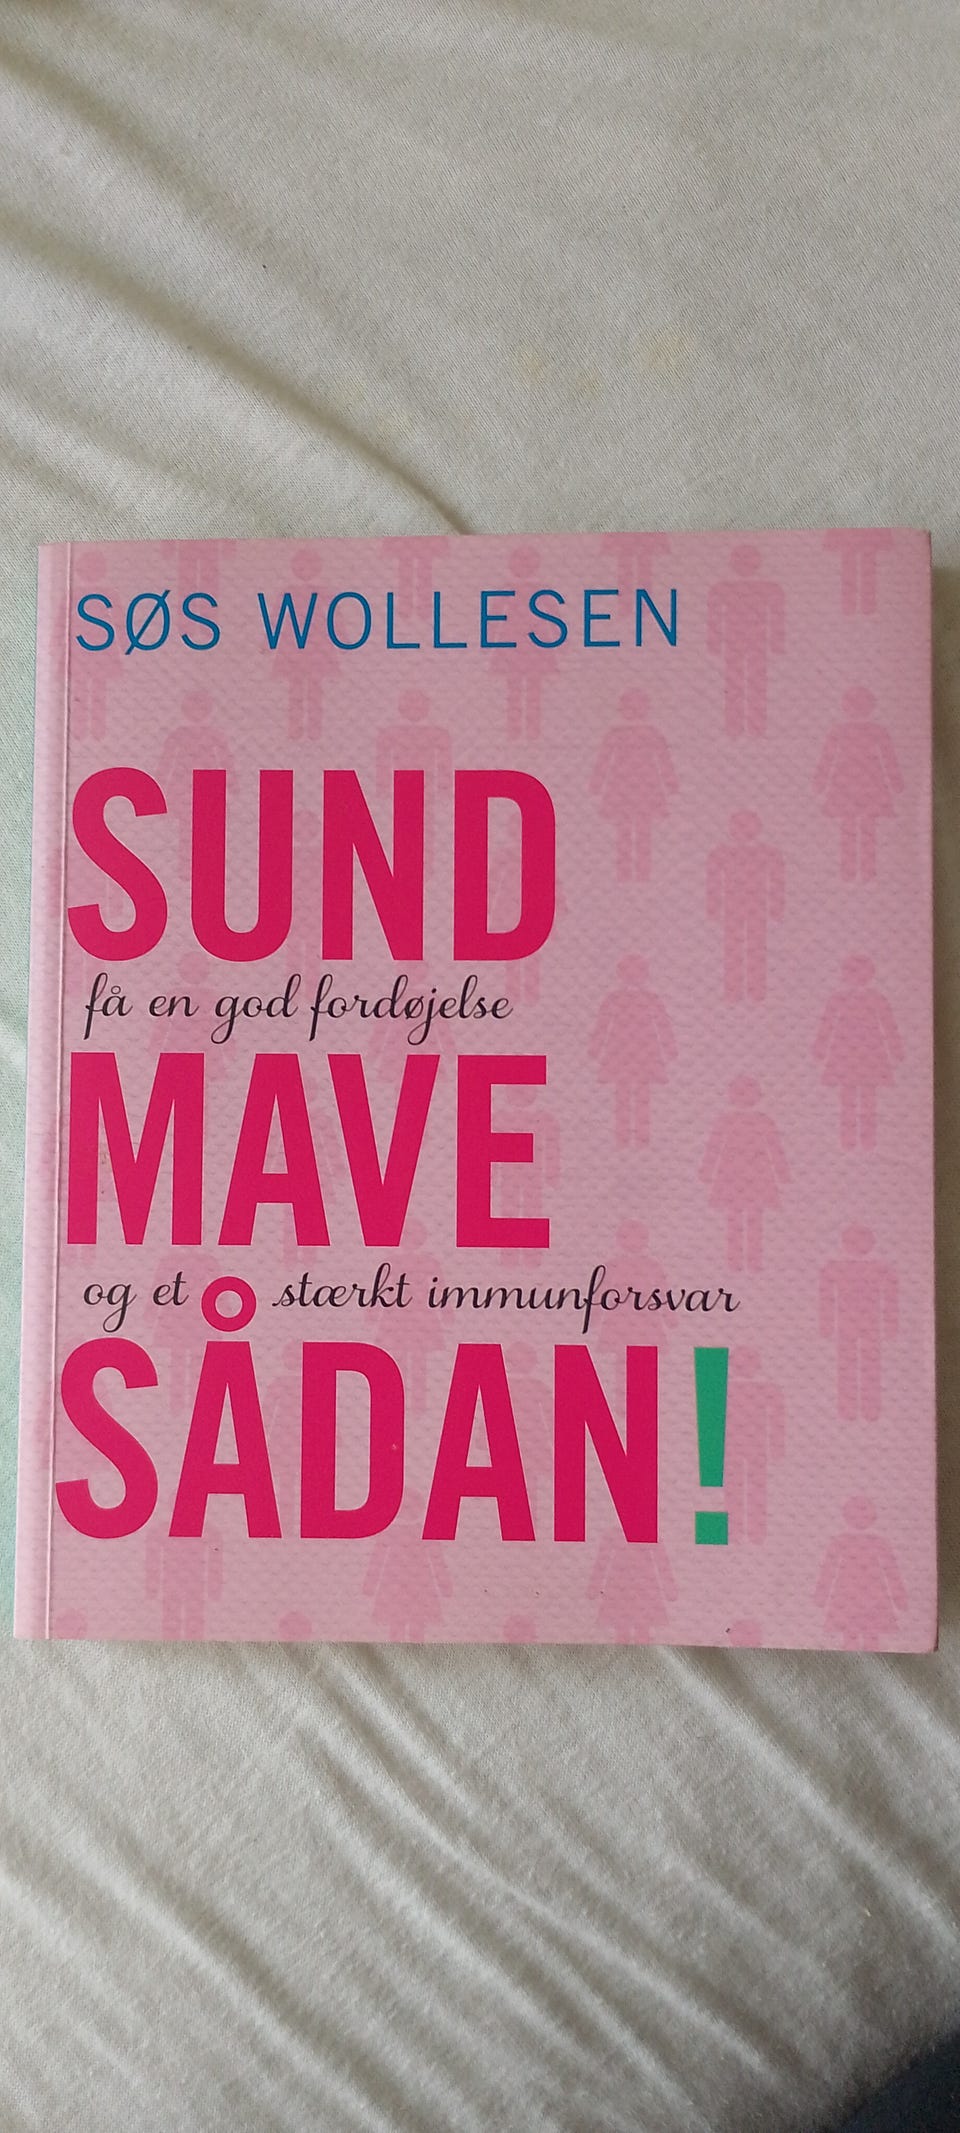 SØS WOLLESEN
SUND
få en god fordøjelse
MAVE
og et stærkt immunforsvar
SÅDAN!